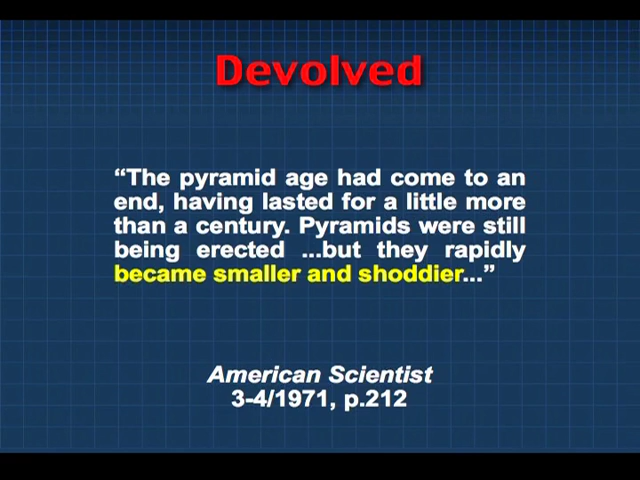 Devolved
“The pyramid age had come to an
end, having lasted for a little more
than a century. Pyramids were still
being erected ...but they rapidly
became smaller and shoddier...”
American Scientist
3-4/1971, p.212